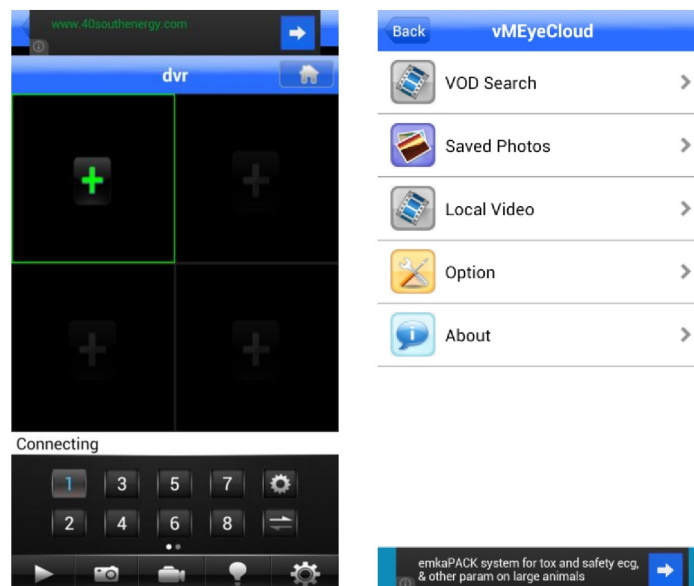 www.40southenergy.com
dvr
Connecting
1 3 5 7
2 4 6 8
Back vMEyeCloud
VOD Search
Saved Photos
Local Video
Option
About
emkaPACK system for tox and safety ecg,
& other param on large animals